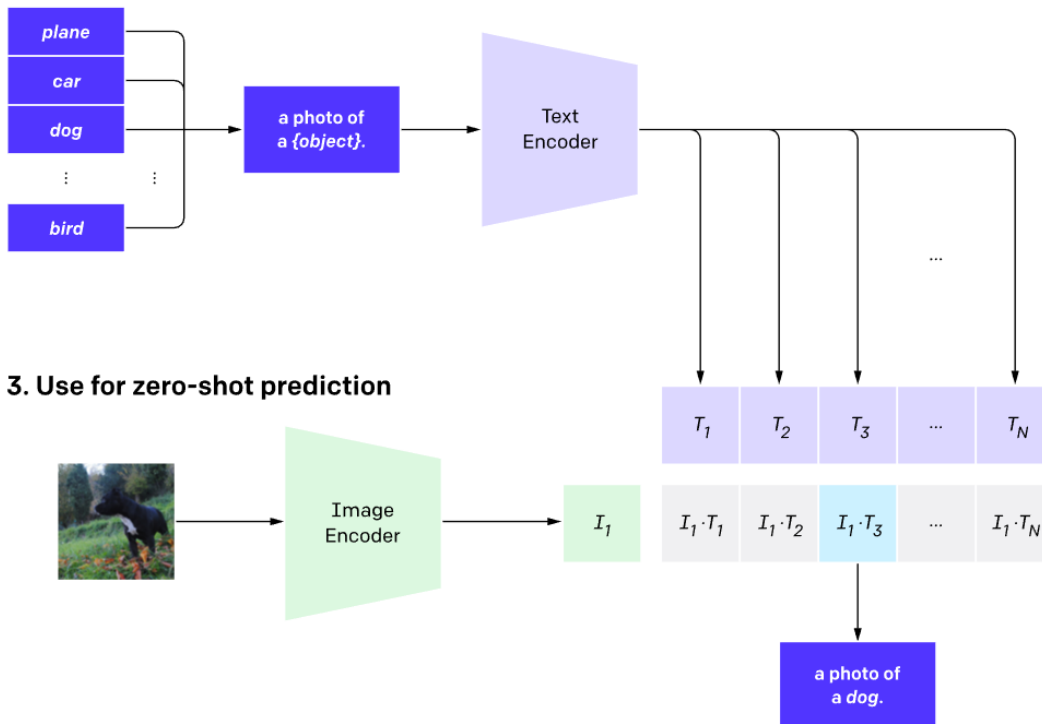 plane
car
dog
⋮ ⋮
bird
a photo of
a {object}.
Text
Encoder
...
3. Use for zero-shot prediction
T1 T2 T3 ... TN
Image
Encoder
I1
I1·T1 I1·T2 I1·T3 ... I1·TN
a photo of
a dog.